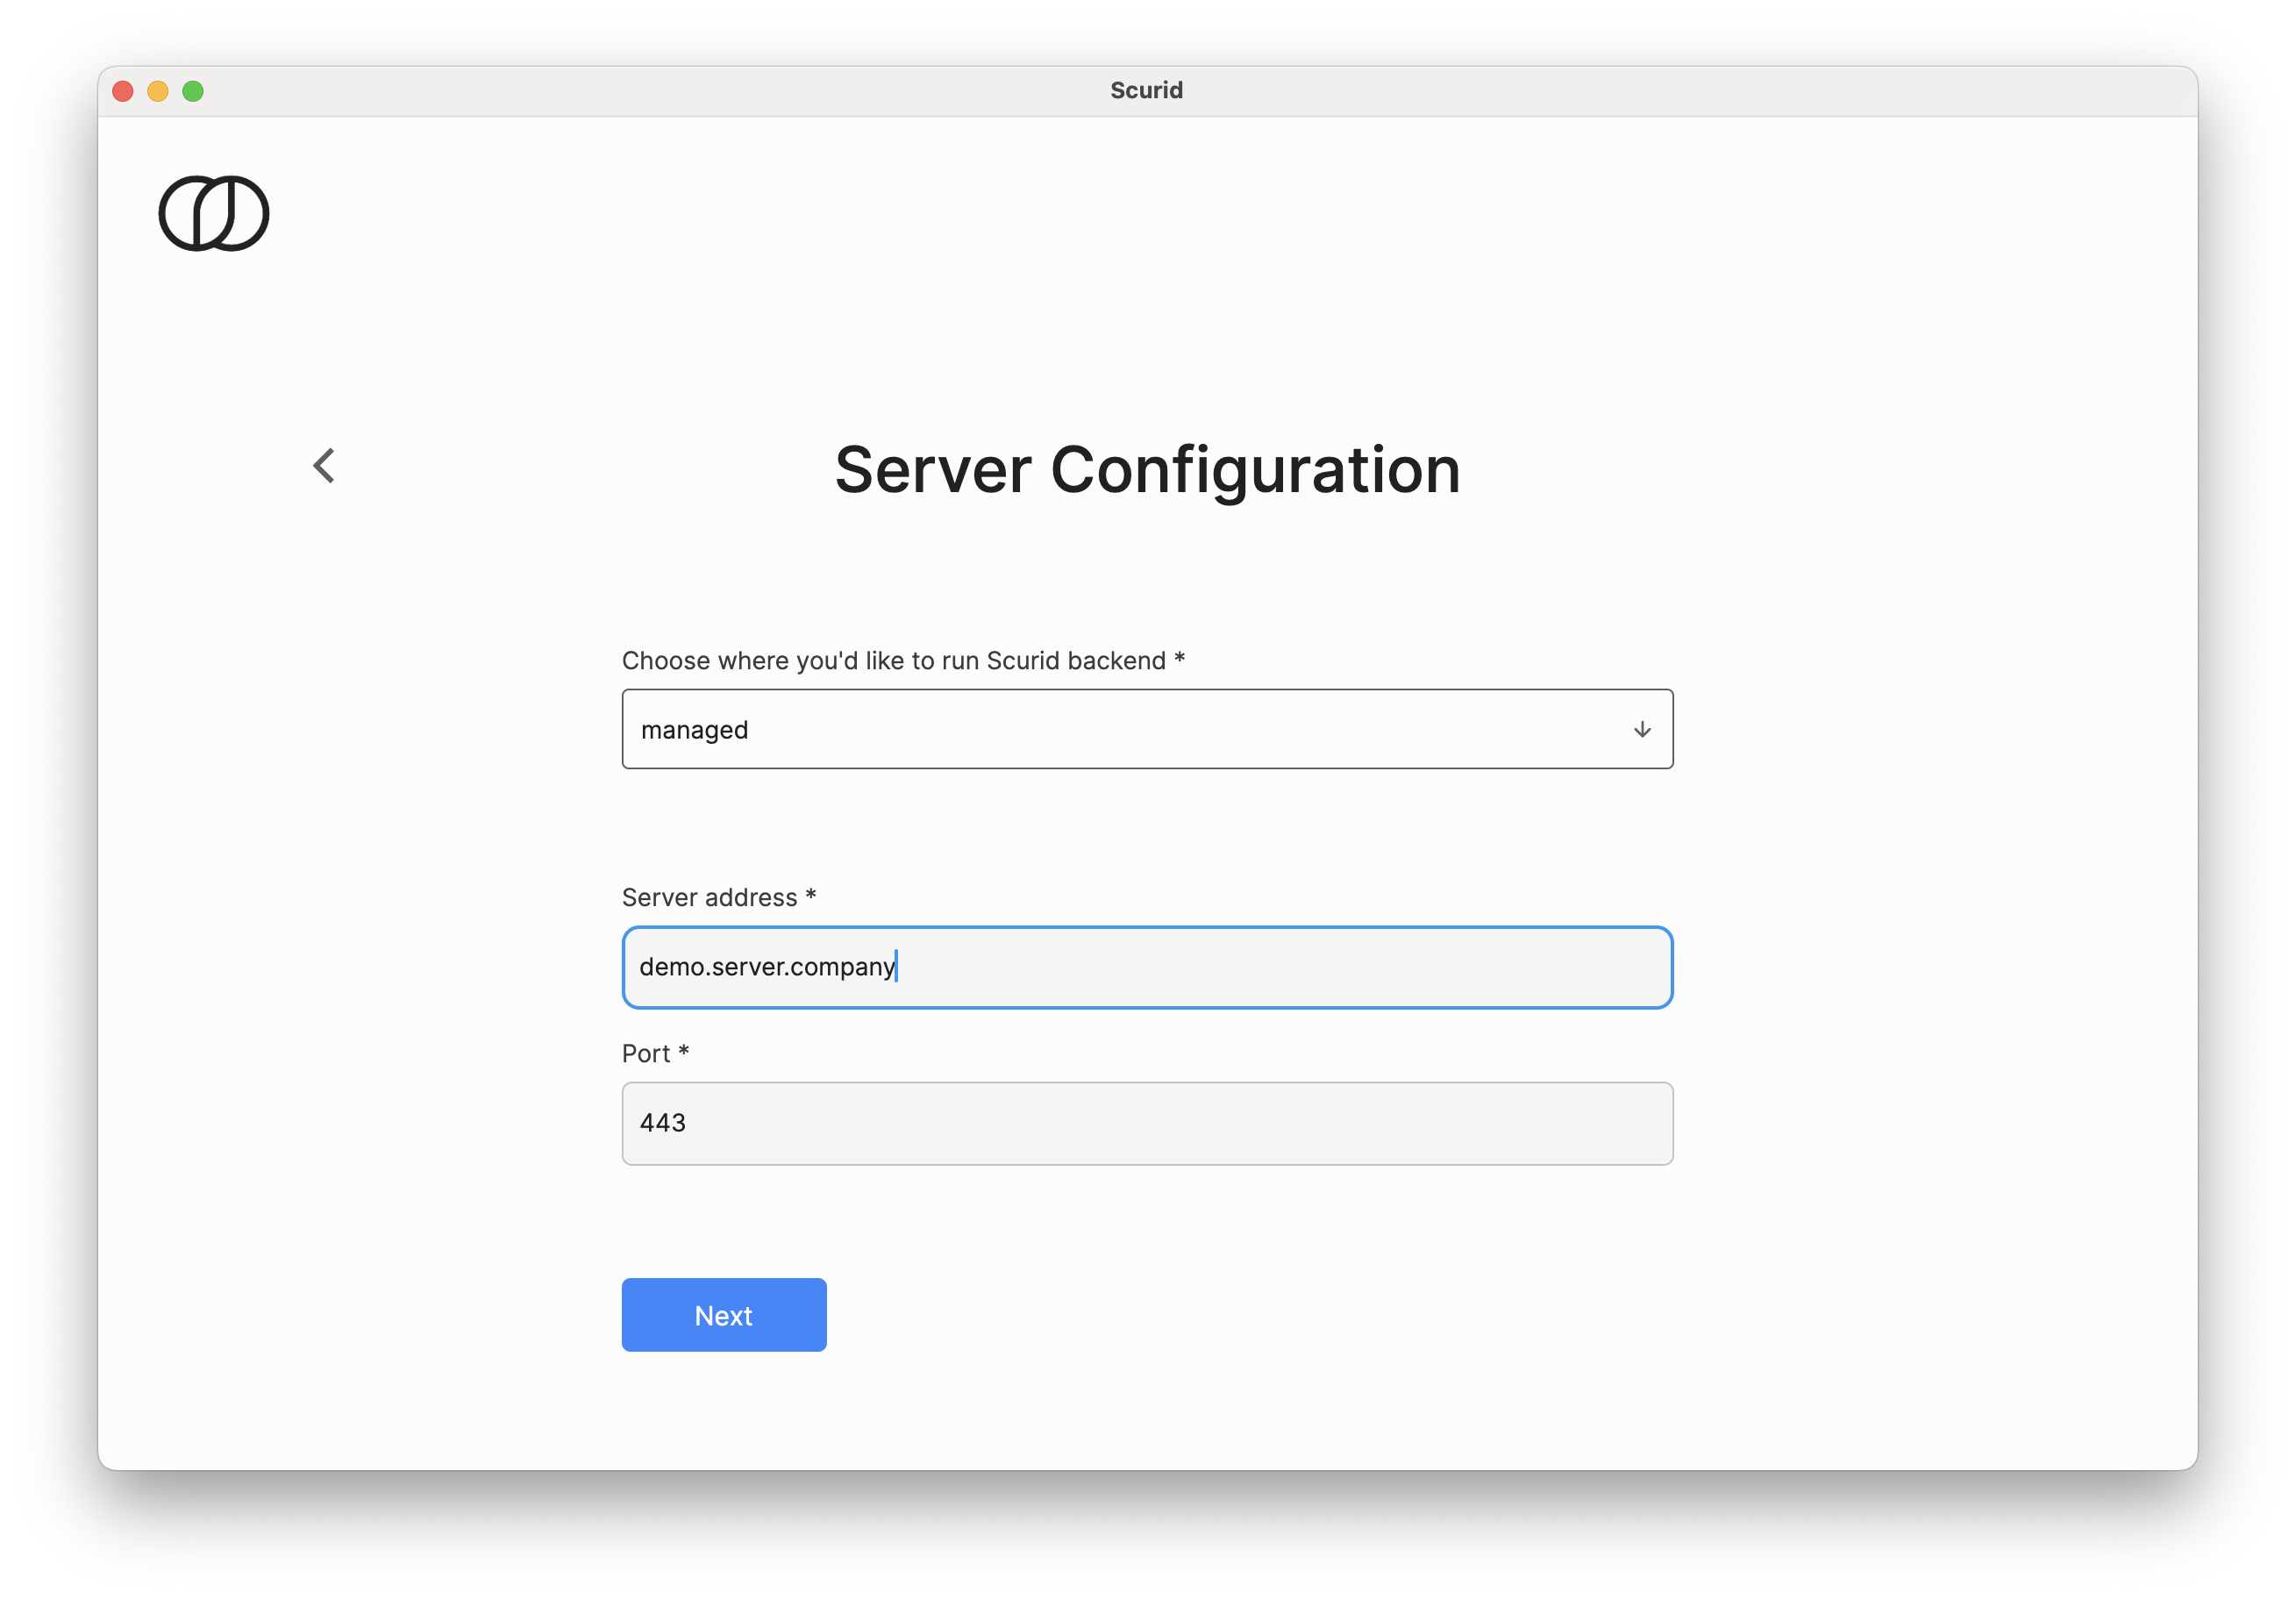 Scurid
Server Configuration
Choose where you'd like to run Scurid backend *
managed
Server address *
demo.server.company
Port *
443
Next